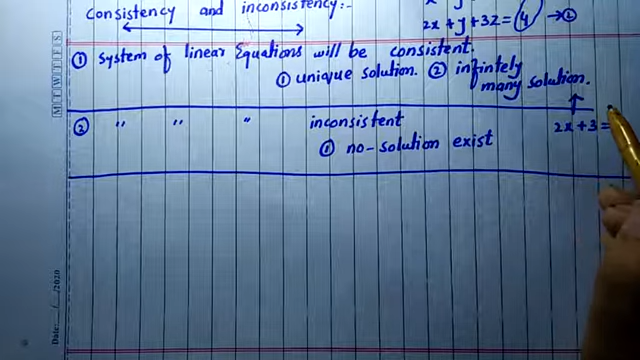 Consistency and inconsistency:-
2x + y + 3z = 4 → ②
① System of linear Equations will be consistent.
① unique solution. ② infintely
many solution.
② " " " inconsistent
2x + 3 =
① no-solution exist
M T W T F S
Date: / /2020